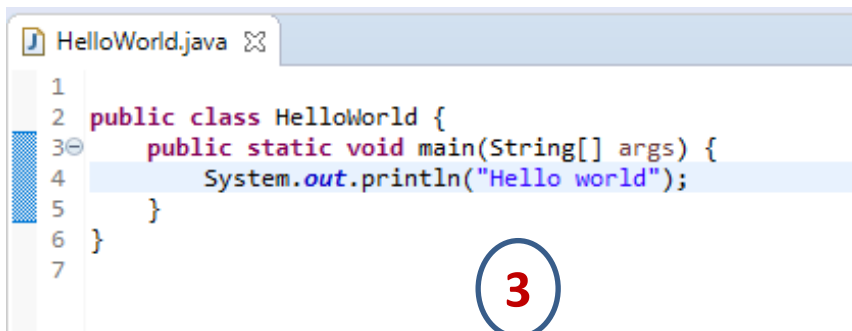 HelloWorld.java
1
2 public class HelloWorld {
3 public static void main(String[] args) {
4 System.out.println("Hello world");
5 }
6 }
7
3